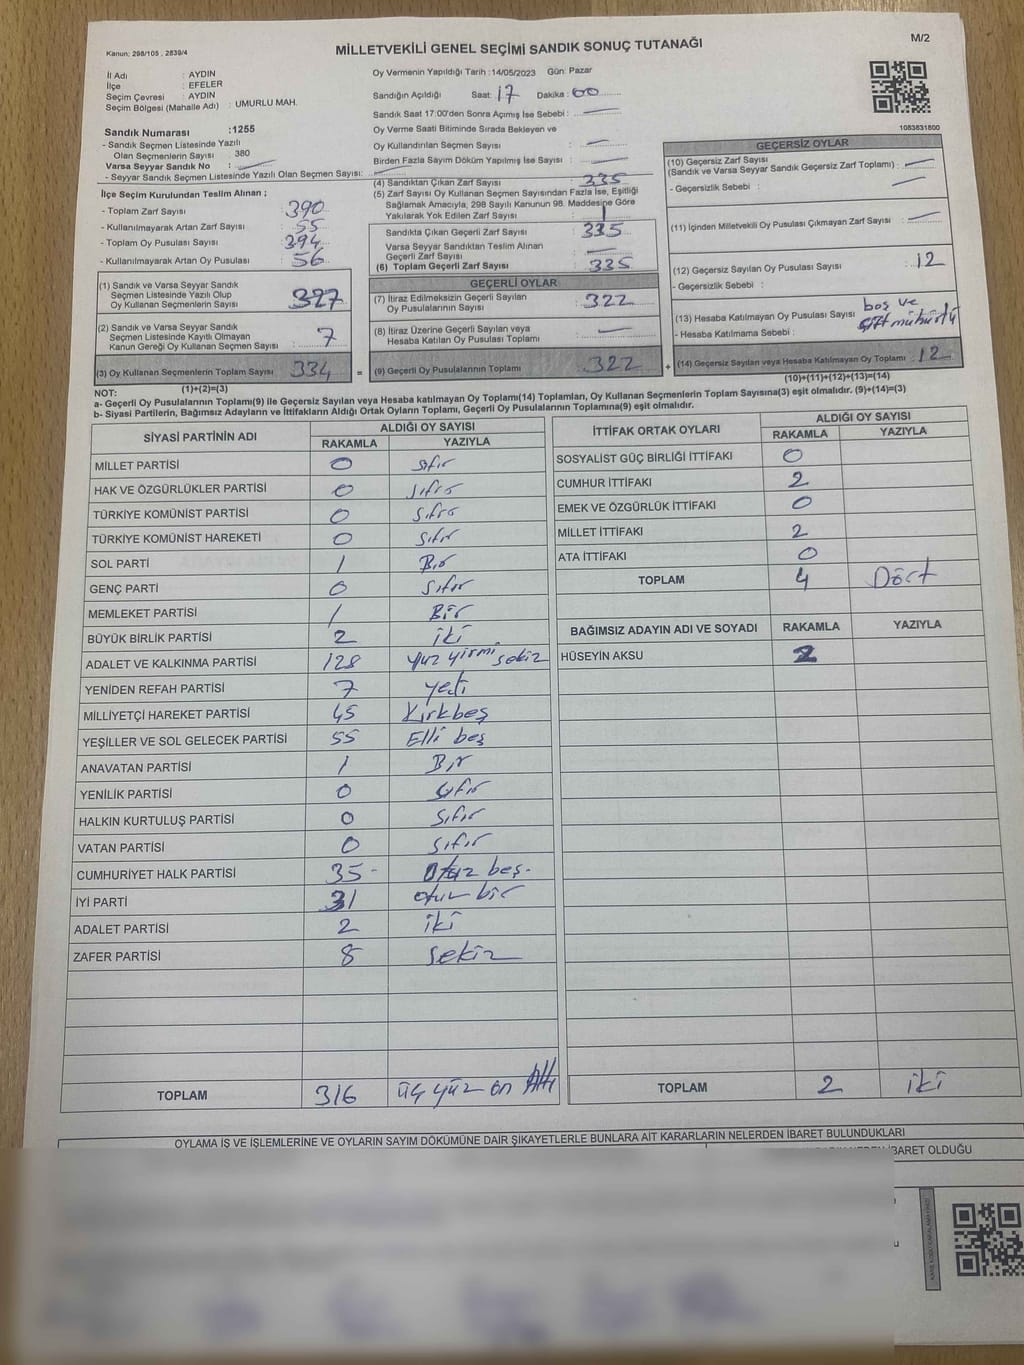 Kanun: 298/105 , 2839/4
MİLLETVEKİLİ GENEL SEÇİMİ SANDIK SONUÇ TUTANAĞI
M/2
İl Adı : AYDIN
İlçe : EFELER
Seçim Çevresi : AYDIN
Seçim Bölgesi (Mahalle Adı) : UMURLU MAH.
Sandık Numarası :1255
- Sandık Seçmen Listesinde Yazılı
Olan Seçmenlerin Sayısı : 380
Varsa Seyyar Sandık No :
- Seyyar Sandık Seçmen Listesinde Yazılı Olan Seçmen Sayısı:
Oy Vermenin Yapıldığı Tarih :14/05/2023 Gün: Pazar
Sandığın Açıldığı Saat: 17 Dakika: 00
Sandık Saat 17:00'den Sonra Açımış İse Sebebi :
Oy Verme Saati Bitiminde Sırada Bekleyen ve
Oy Kullandırılan Seçmen Sayısı :
Birden Fazla Sayım Döküm Yapılmış İse Sayısı :
1083831800
İlçe Seçim Kurulundan Teslim Alınan ;
- Toplam Zarf Sayısı : 390
- Kullanılmayarak Artan Zarf Sayısı : 55
- Toplam Oy Pusulası Sayısı : 394
- Kullanılmayarak Artan Oy Pusulası : 56
(1) Sandık ve Varsa Seyyar Sandık
Seçmen Listesinde Yazılı Olup
Oy Kullanan Seçmenlerin Sayısı : 327
(2) Sandık ve Varsa Seyyar Sandık
Seçmen Listesinde Kayıtlı Olmayan
Kanun Gereği Oy Kullanan Seçmen Sayısı : 7
(3) Oy Kullanan Seçmenlerin Toplam Sayısı : 334
(1)+(2)=(3)
(4) Sandıktan Çıkan Zarf Sayısı : 335
(5) Zarf Sayısı Oy Kullanan Seçmen Sayısından Fazla İse, Eşitliği
Sağlamak Amacıyla, 298 Sayılı Kanunun 98. Maddesine Göre
Yakılarak Yok Edilen Zarf Sayısı : 1
Sandıkta Çıkan Geçerli Zarf Sayısı : 335
Varsa Seyyar Sandıktan Teslim Alınan
Geçerli Zarf Sayısı :
(6) Toplam Geçerli Zarf Sayısı : 335
GEÇERLİ OYLAR
(7) İtiraz Edilmeksizin Geçerli Sayılan
Oy Pusulalarının Sayısı : 322
(8) İtiraz Üzerine Geçerli Sayılan veya
Hesaba Katılan Oy Pusulası Toplamı :
= (9) Geçerli Oy Pusulalarının Toplamı : 322 +
GEÇERSİZ OYLAR
(10) Geçersiz Zarf Sayısı
(Sandık ve Varsa Seyyar Sandık Geçersiz Zarf Toplamı) :
- Geçersizlik Sebebi :
(11) İçinden Milletvekili Oy Pusulası Çıkmayan Zarf Sayısı :
(12) Geçersiz Sayılan Oy Pusulası Sayısı : 12
- Geçersizlik Sebebi :
(13) Hesaba Katılmayan Oy Pusulası Sayısı : boş ve
- Hesaba Katılmama Sebebi : çift mühürlü
(14) Geçersiz Sayılan veya Hesaba Katılmayan Oy Toplamı : 12
(10)+(11)+(12)+(13)=(14)
NOT:
a- Geçerli Oy Pusulalarının Toplamı(9) ile Geçersiz Sayılan veya Hesaba katılmayan Oy Toplamı(14) Toplamları, Oy Kullanan Seçmenlerin Toplam Sayısına(3) eşit olmalıdır. (9)+(14)=(3)
b- Siyasi Partilerin, Bağımsız Adayların ve İttifakların Aldığı Ortak Oyların Toplamı, Geçerli Oy Pusulalarının Toplamına(9) eşit olmalıdır.
SİYASİ PARTİNİN ADI ALDIĞI OY SAYISI
RAKAMLA YAZIYLA
MİLLET PARTİSİ 0 sıfır
HAK VE ÖZGÜRLÜKLER PARTİSİ 0 sıfır
TÜRKİYE KOMÜNİST PARTİSİ 0 sıfır
TÜRKİYE KOMÜNİST HAREKETİ 0 sıfır
SOL PARTİ 1 Bir
GENÇ PARTİ 0 sıfır
MEMLEKET PARTİSİ 1 Bir
BÜYÜK BİRLİK PARTİSİ 2 iki
ADALET VE KALKINMA PARTİSİ 128 yüz yirmi sekiz
YENİDEN REFAH PARTİSİ 7 yedi
MİLLİYETÇİ HAREKET PARTİSİ 45 Kırkbeş
YEŞİLLER VE SOL GELECEK PARTİSİ 55 Elli beş
ANAVATAN PARTİSİ 1 Bir
YENİLİK PARTİSİ 0 sıfır
HALKIN KURTULUŞ PARTİSİ 0 sıfır
VATAN PARTİSİ 0 sıfır
CUMHURİYET HALK PARTİSİ 35 - Otuz beş.
İYİ PARTİ 31 otuz bir
ADALET PARTİSİ 2 iki
ZAFER PARTİSİ 8 sekiz
TOPLAM 316 üç yüz on Altı
İTTİFAK ORTAK OYLARI ALDIĞI OY SAYISI
RAKAMLA YAZIYLA
SOSYALİST GÜÇ BİRLİĞİ İTTİFAKI 0
CUMHUR İTTİFAKI 2
EMEK VE ÖZGÜRLÜK İTTİFAKI 0
MİLLET İTTİFAKI 2
ATA İTTİFAKI 0
TOPLAM 4 Dört
BAĞIMSIZ ADAYIN ADI VE SOYADI RAKAMLA YAZIYLA
HÜSEYİN AKSU 2
TOPLAM 2 iki
OYLAMA İŞ VE İŞLEMLERİNE VE OYLARIN SAYIM DÖKÜMÜNE DAİR ŞİKAYETLERLE BUNLARA AİT KARARLARIN NELERDEN İBARET BULUNDUKLARI
İBARET OLDUĞU